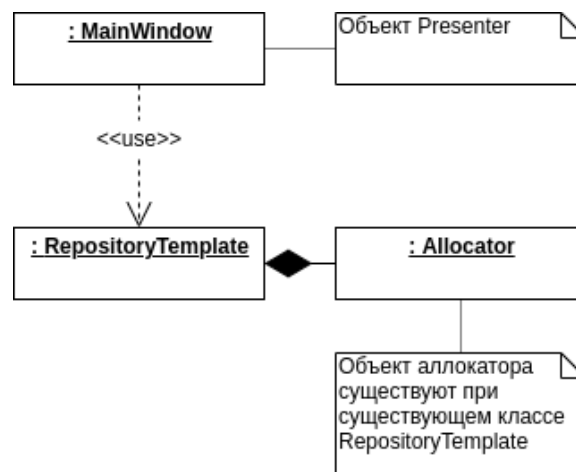 : MainWindow
Объект Presenter
<<use>>
: RepositoryTemplate
: Allocator
Объект аллокатора
существуют при
существующем классе
RepositoryTemplate